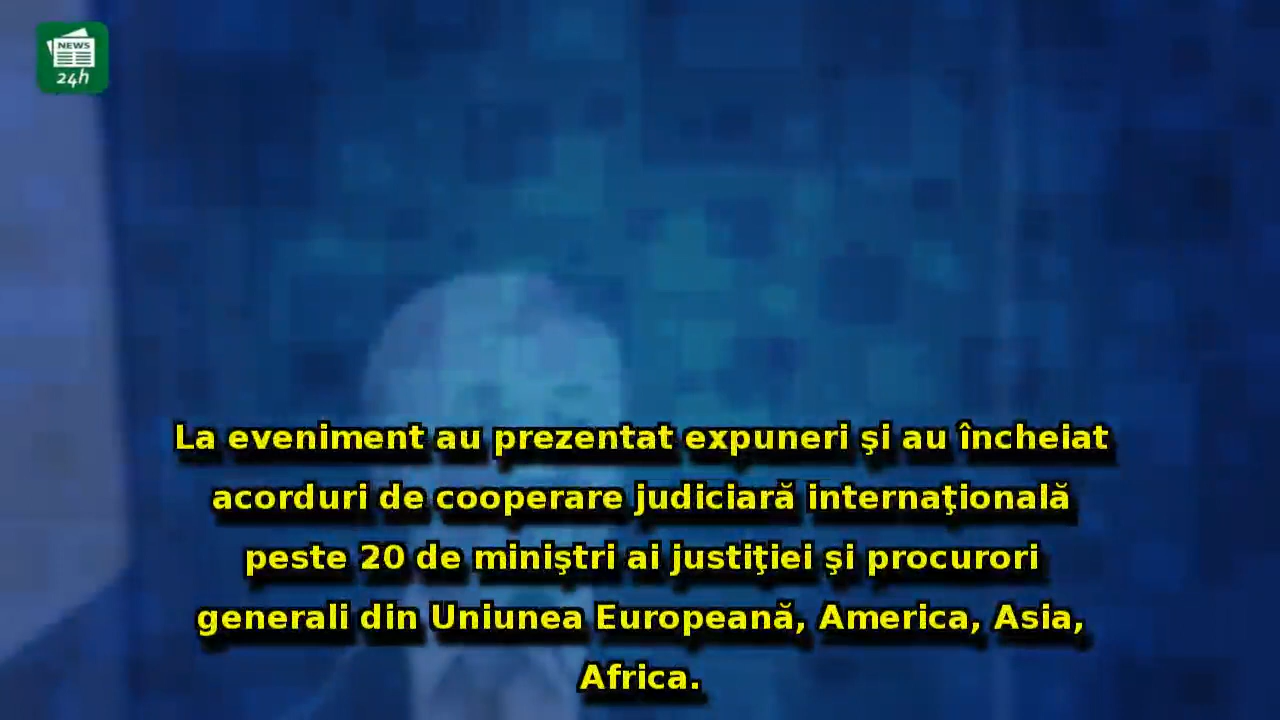 NEWS
24h
La eveniment au prezentat expuneri şi au încheiat
acorduri de cooperare judiciară internaţională
peste 20 de miniştri ai justiţiei şi procurori
generali din Uniunea Europeană, America, Asia,
Africa.